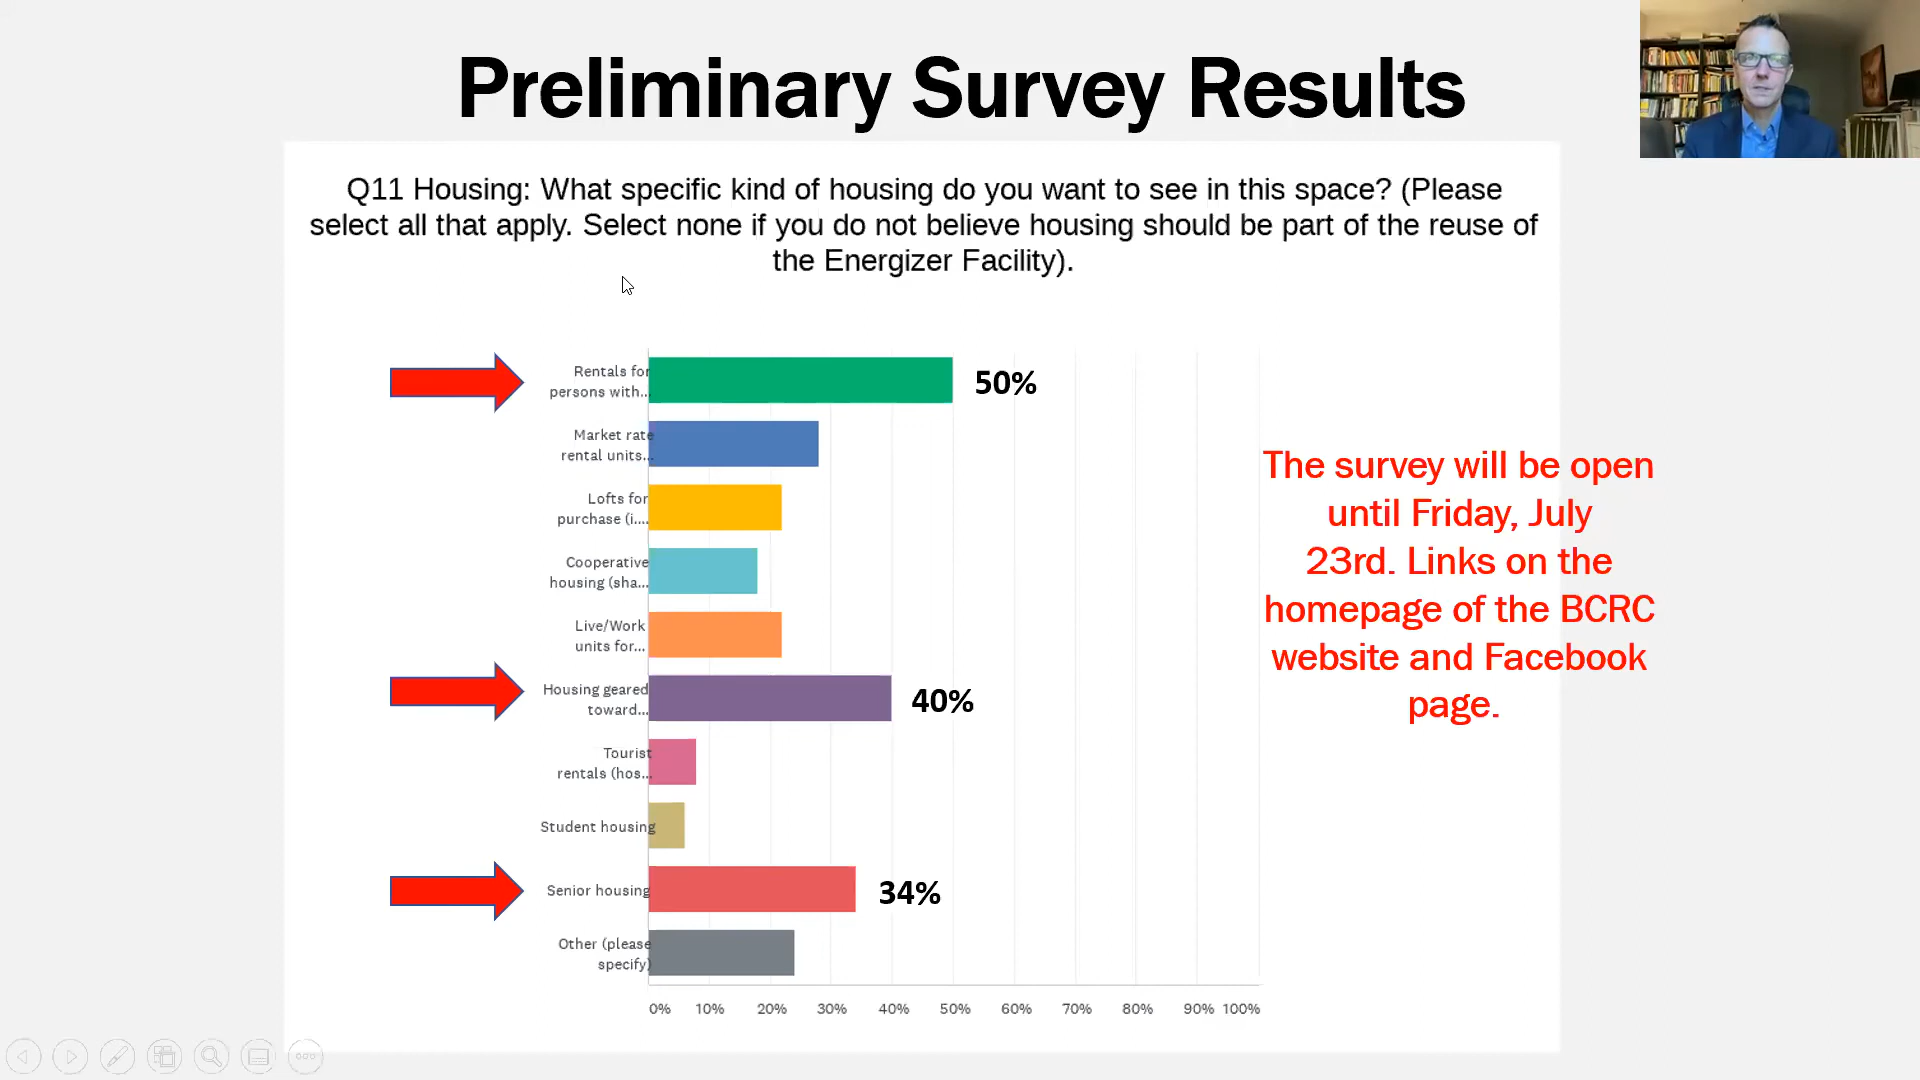 Preliminary Survey Results
Q11 Housing: What specific kind of housing do you want to see in this space? (Please
select all that apply. Select none if you do not believe housing should be part of the reuse of
the Energizer Facility).
Rentals for
persons with...
50%
Market rate
rental units...
Lofts for
purchase (i....
Cooperative
housing (sha...
Live/Work
units for...
Housing geared
toward...
40%
Tourist
rentals (hos...
Student housing
Senior housing
34%
Other (please
specify)
0% 10% 20% 30% 40% 50% 60% 70% 80% 90% 100%
The survey will be open
until Friday, July
23rd. Links on the
homepage of the BCRC
website and Facebook
page.